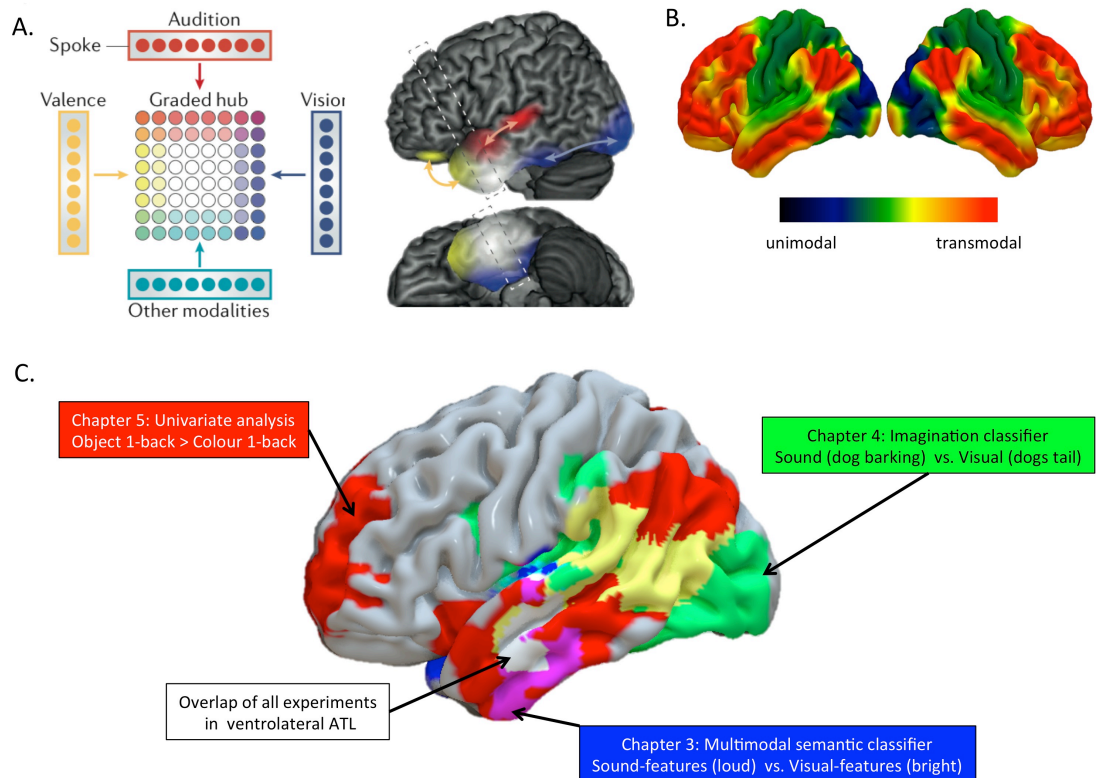 A.
Audition
Spoke
Valence
Graded hub
Vision
Other modalities
B.
unimodal
transmodal
C.
Chapter 5: Univariate analysis
Object 1-back > Colour 1-back
Chapter 4: Imagination classifier
Sound (dog barking) vs. Visual (dogs tail)
Overlap of all experiments
in ventrolateral ATL
Chapter 3: Multimodal semantic classifier
Sound-features (loud) vs. Visual-features (bright)